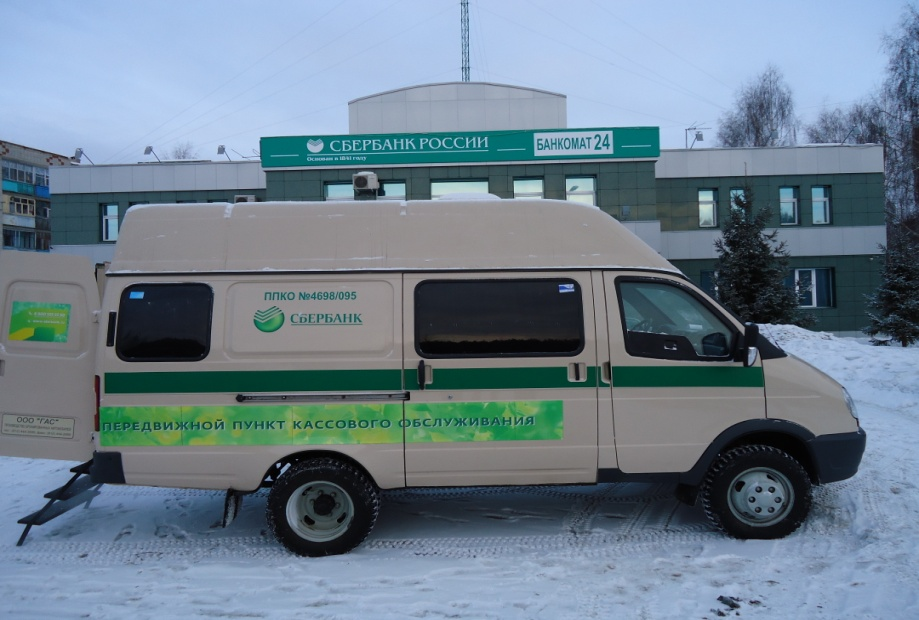 СБЕРБАНК РОССИИ
Основан в 1841 году
БАНКОМАТ 24
ППКО №4698/095
СБЕРБАНК
ПЕРЕДВИЖНОЙ ПУНКТ КАССОВОГО ОБСЛУЖИВАНИЯ
ООО "ГАС"